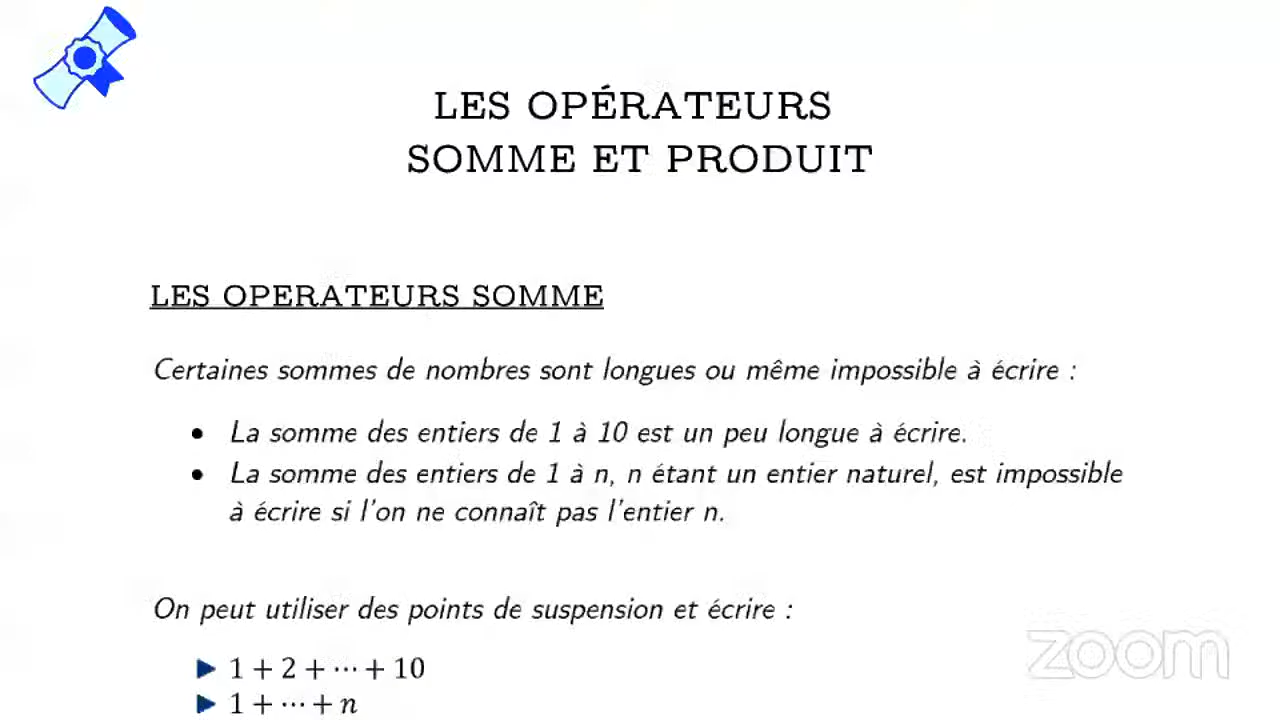 LES OPÉRATEURS
SOMME ET PRODUIT
LES OPERATEURS SOMME
Certaines sommes de nombres sont longues ou même impossible à écrire :
• La somme des entiers de 1 à 10 est un peu longue à écrire.
• La somme des entiers de 1 à n, n étant un entier naturel, est impossible
à écrire si l'on ne connaît pas l'entier n.
On peut utiliser des points de suspension et écrire :
▶ 1 + 2 + ⋯ + 10
▶ 1 + ⋯ + n
zoom